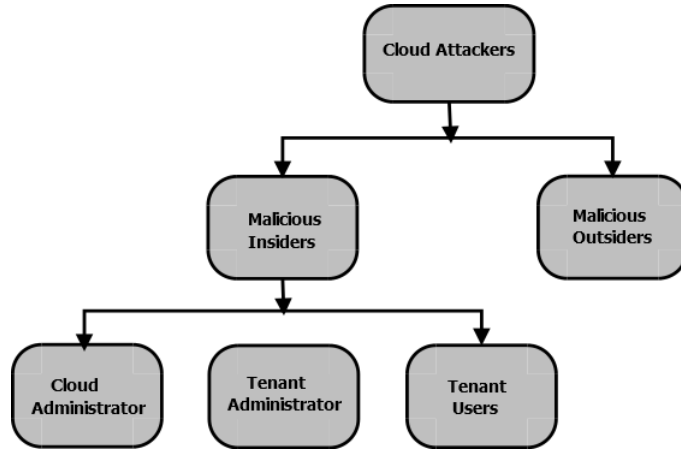 Cloud Attackers
Malicious
Insiders
Malicious
Outsiders
Cloud
Administrator
Tenant
Administrator
Tenant
Users